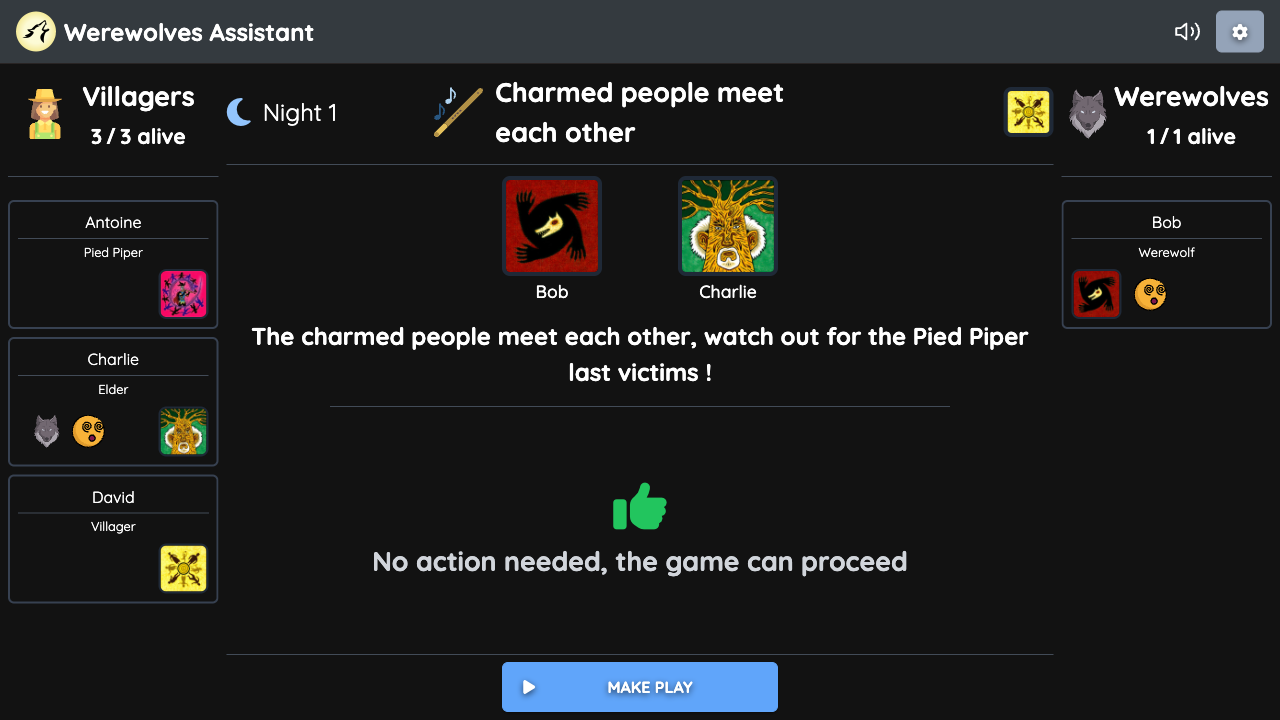 Werewolves Assistant
Villagers
3 / 3 alive
Night 1
Charmed people meet
each other
Werewolves
1 / 1 alive
Antoine
Pied Piper
Charlie
Elder
David
Villager
Bob
Charlie
The charmed people meet each other, watch out for the Pied Piper
last victims !
No action needed, the game can proceed
MAKE PLAY
Bob
Werewolf